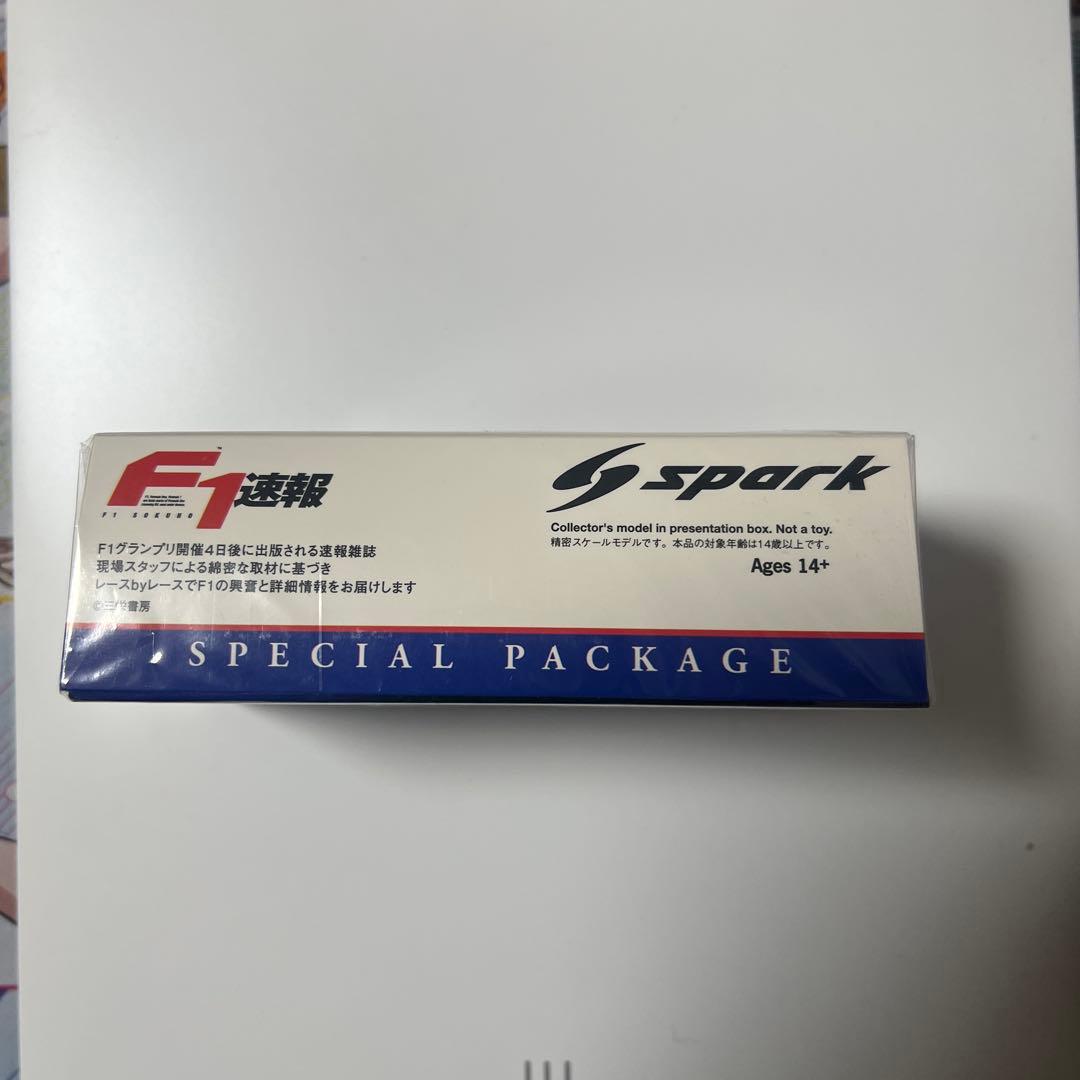 F1速報
F1 SOKUHO
F1グランプリ開催4日後に出版される速報雑誌
現場スタッフによる綿密な取材に基づき
レースbyレースでF1の興奮と詳細情報をお届けします
©三栄書房
spark
Collector's model in presentation box. Not a toy.
精密スケールモデルです。本品の対象年齢は14歳以上です。
Ages 14+
SPECIAL PACKAGE